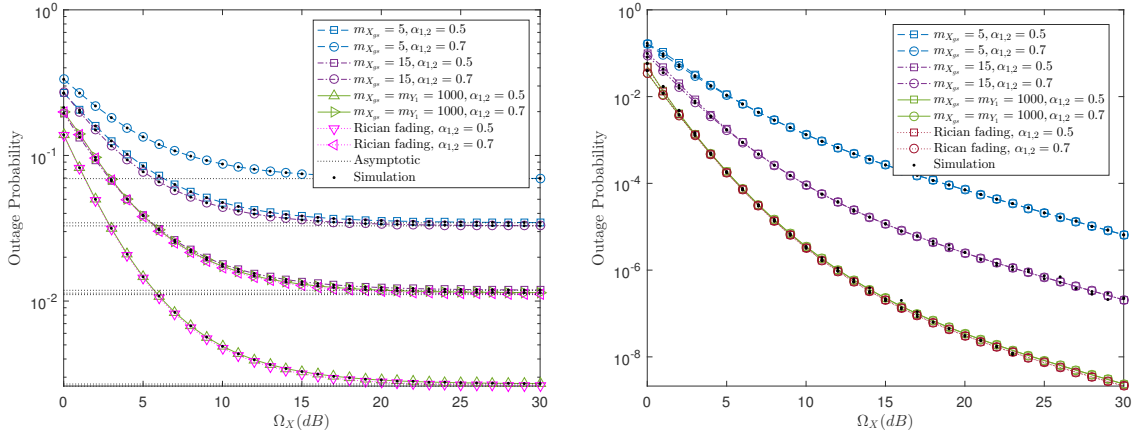 Outage Probability
10^{-1}
10^{-2}
0 5 10 15 20 25 30
Ω_X(dB)
m_{X_{gs}} = 5, α_{1,2} = 0.5
m_{X_{gs}} = 5, α_{1,2} = 0.7
m_{X_{gs}} = 15, α_{1,2} = 0.5
m_{X_{gs}} = 15, α_{1,2} = 0.7
m_{X_{gs}} = m_{Y_1} = 1000, α_{1,2} = 0.5
m_{X_{gs}} = m_{Y_1} = 1000, α_{1,2} = 0.7
Rician fading, α_{1,2} = 0.5
Rician fading, α_{1,2} = 0.7
Asymptotic
Simulation
Outage Probability
10^0
10^{-2}
10^{-4}
10^{-6}
10^{-8}
0 5 10 15 20 25 30
Ω_X(dB)
m_{X_{gs}} = 5, α_{1,2} = 0.5
m_{X_{gs}} = 5, α_{1,2} = 0.7
m_{X_{gs}} = 15, α_{1,2} = 0.5
m_{X_{gs}} = 15, α_{1,2} = 0.7
m_{X_{gs}} = m_{Y_1} = 1000, α_{1,2} = 0.5
m_{X_{gs}} = m_{Y_1} = 1000, α_{1,2} = 0.7
Rician fading, α_{1,2} = 0.5
Rican fading, α_{1,2} = 0.7
Simulation